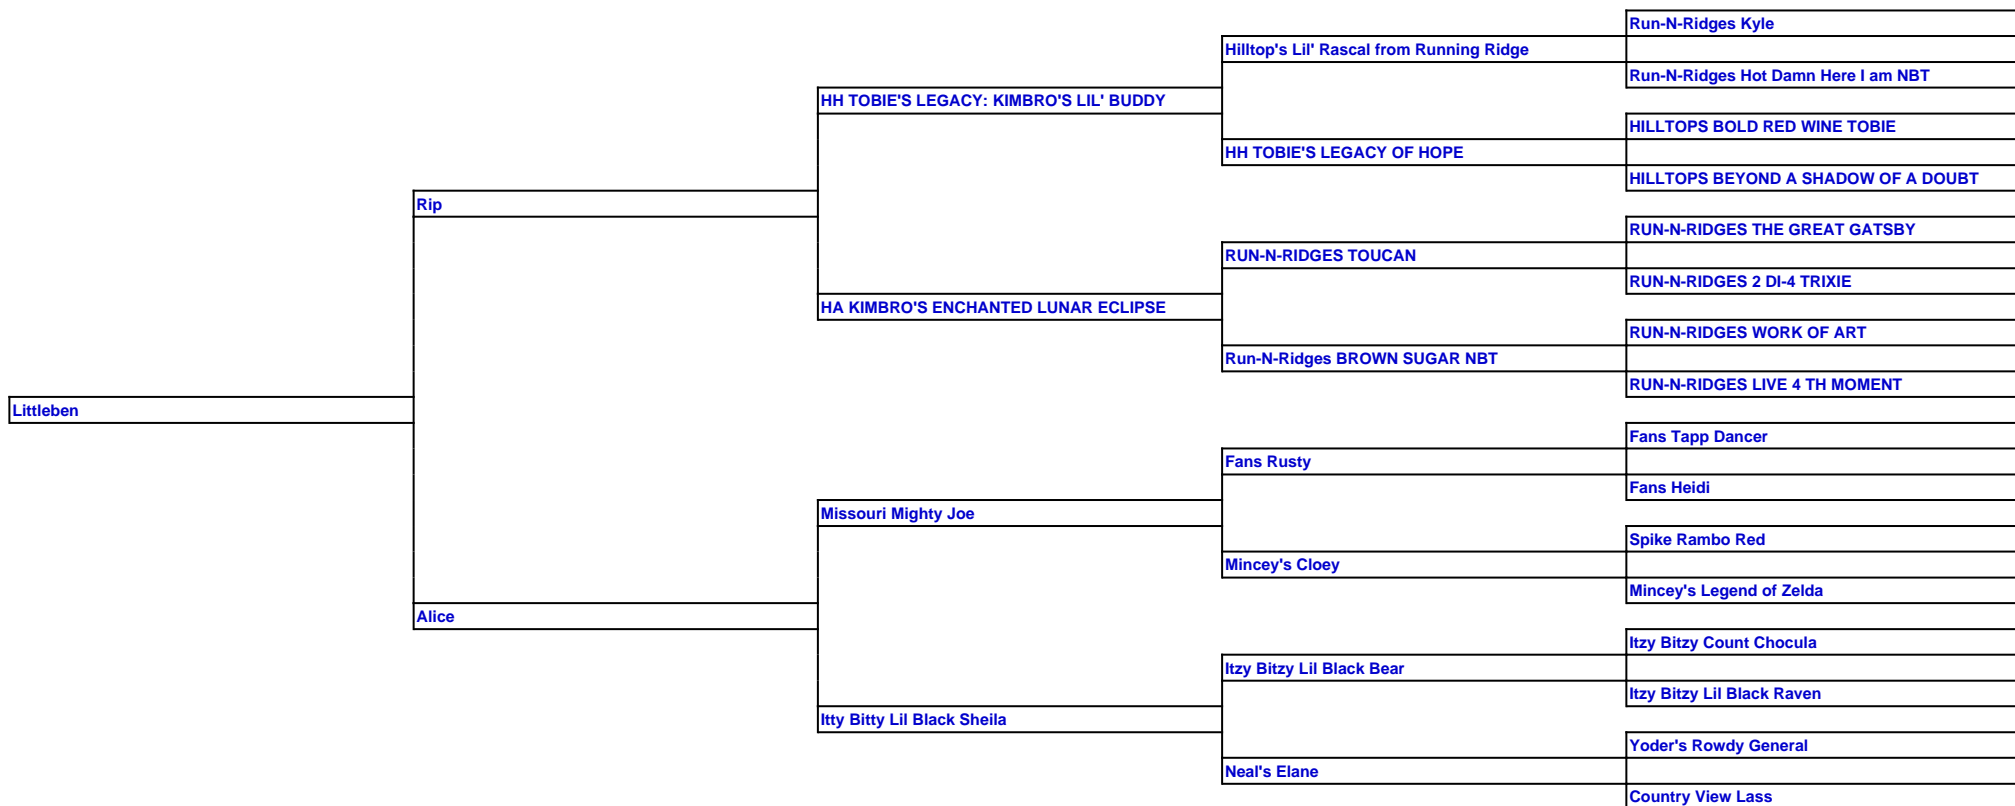 Run-N-Ridges Kyle
Hilltop's Lil' Rascal from Running Ridge
Run-N-Ridges Hot Damn Here I am NBT
HH TOBIE'S LEGACY: KIMBRO'S LIL' BUDDY
HILLTOPS BOLD RED WINE TOBIE
HH TOBIE'S LEGACY OF HOPE
HILLTOPS BEYOND A SHADOW OF A DOUBT
Rip
RUN-N-RIDGES THE GREAT GATSBY
RUN-N-RIDGES TOUCAN
RUN-N-RIDGES 2 DI-4 TRIXIE
HA KIMBRO'S ENCHANTED LUNAR ECLIPSE
RUN-N-RIDGES WORK OF ART
Run-N-Ridges BROWN SUGAR NBT
RUN-N-RIDGES LIVE 4 TH MOMENT
Littleben
Fans Tapp Dancer
Fans Rusty
Fans Heidi
Missouri Mighty Joe
Spike Rambo Red
Mincey's Cloey
Mincey's Legend of Zelda
Alice
Itzy Bitzy Count Chocula
Itzy Bitzy Lil Black Bear
Itzy Bitzy Lil Black Raven
Itty Bitty Lil Black Sheila
Yoder's Rowdy General
Neal's Elane
Country View Lass